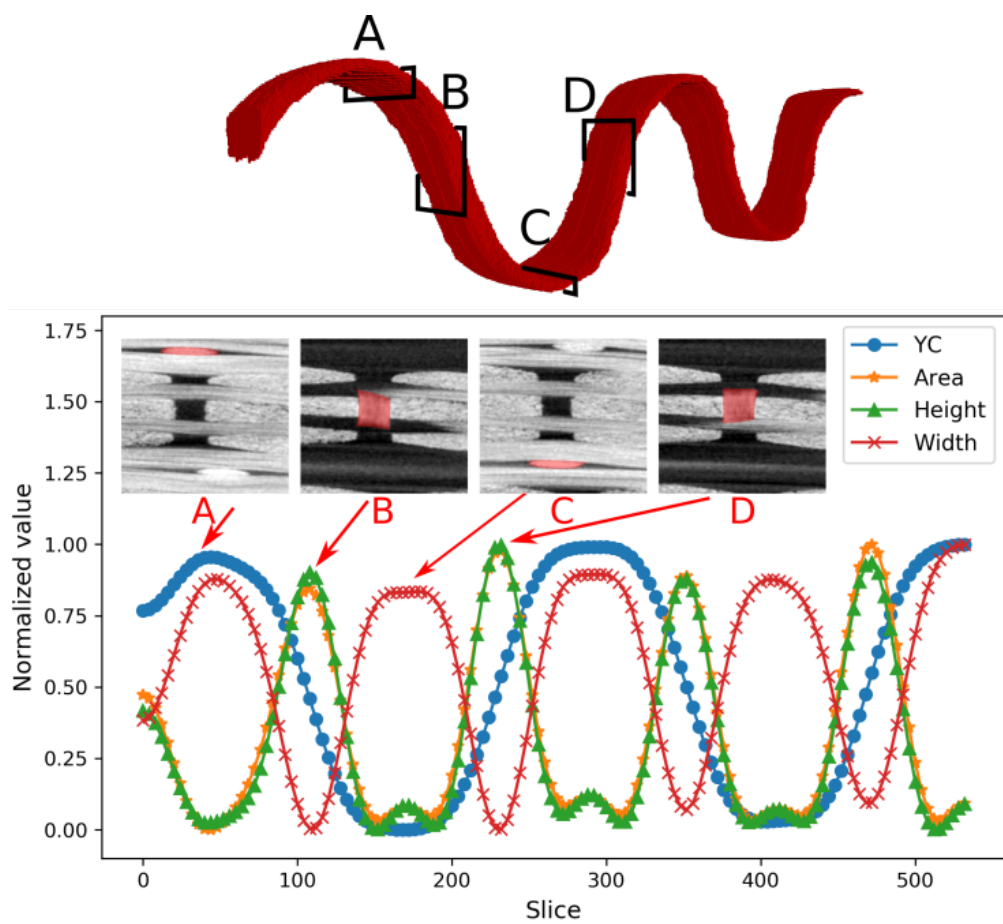 A
B
D
C
1.75
1.50
1.25
1.00
0.75
0.50
0.25
0.00
Normalized value
YC
Area
Height
Width
A B C D
0 100 200 300 400 500
Slice